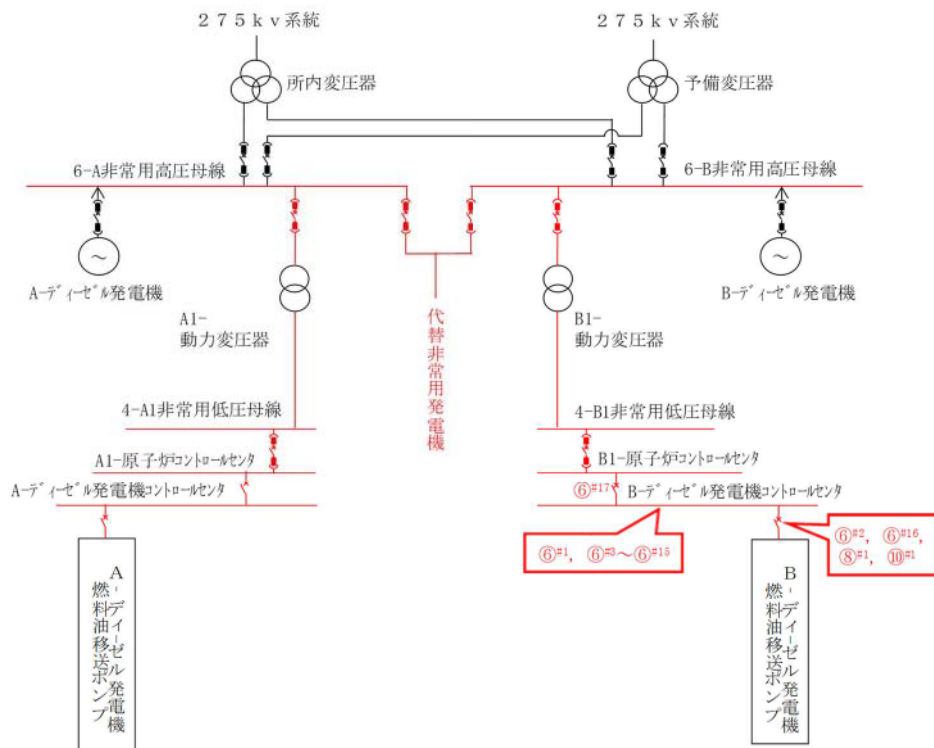 ２７５ｋｖ系統
２７５ｋｖ系統
所内変圧器
予備変圧器
6-A非常用高圧母線
6-B非常用高圧母線
～
～
A-ﾃﾞｨｰｾﾞﾙ発電機
B-ﾃﾞｨｰｾﾞﾙ発電機
A1-
動力変圧器
代替非常用発電機
B1-
動力変圧器
4-A1非常用低圧母線
4-B1非常用低圧母線
A1-原子炉ｺﾝﾄﾛｰﾙｾﾝﾀ
B1-原子炉ｺﾝﾄﾛｰﾙｾﾝﾀ
A-ﾃﾞｨｰｾﾞﾙ発電機ｺﾝﾄﾛｰﾙｾﾝﾀ
⑥#17
B-ﾃﾞｨｰｾﾞﾙ発電機ｺﾝﾄﾛｰﾙｾﾝﾀ
⑥#1, ⑥#3～⑥#15
⑥#2, ⑥#16,
⑧#1, ⑩#1
A-ディーゼル発電機
燃料油移送ポンプ
B-ディーゼル発電機
燃料油移送ポンプ